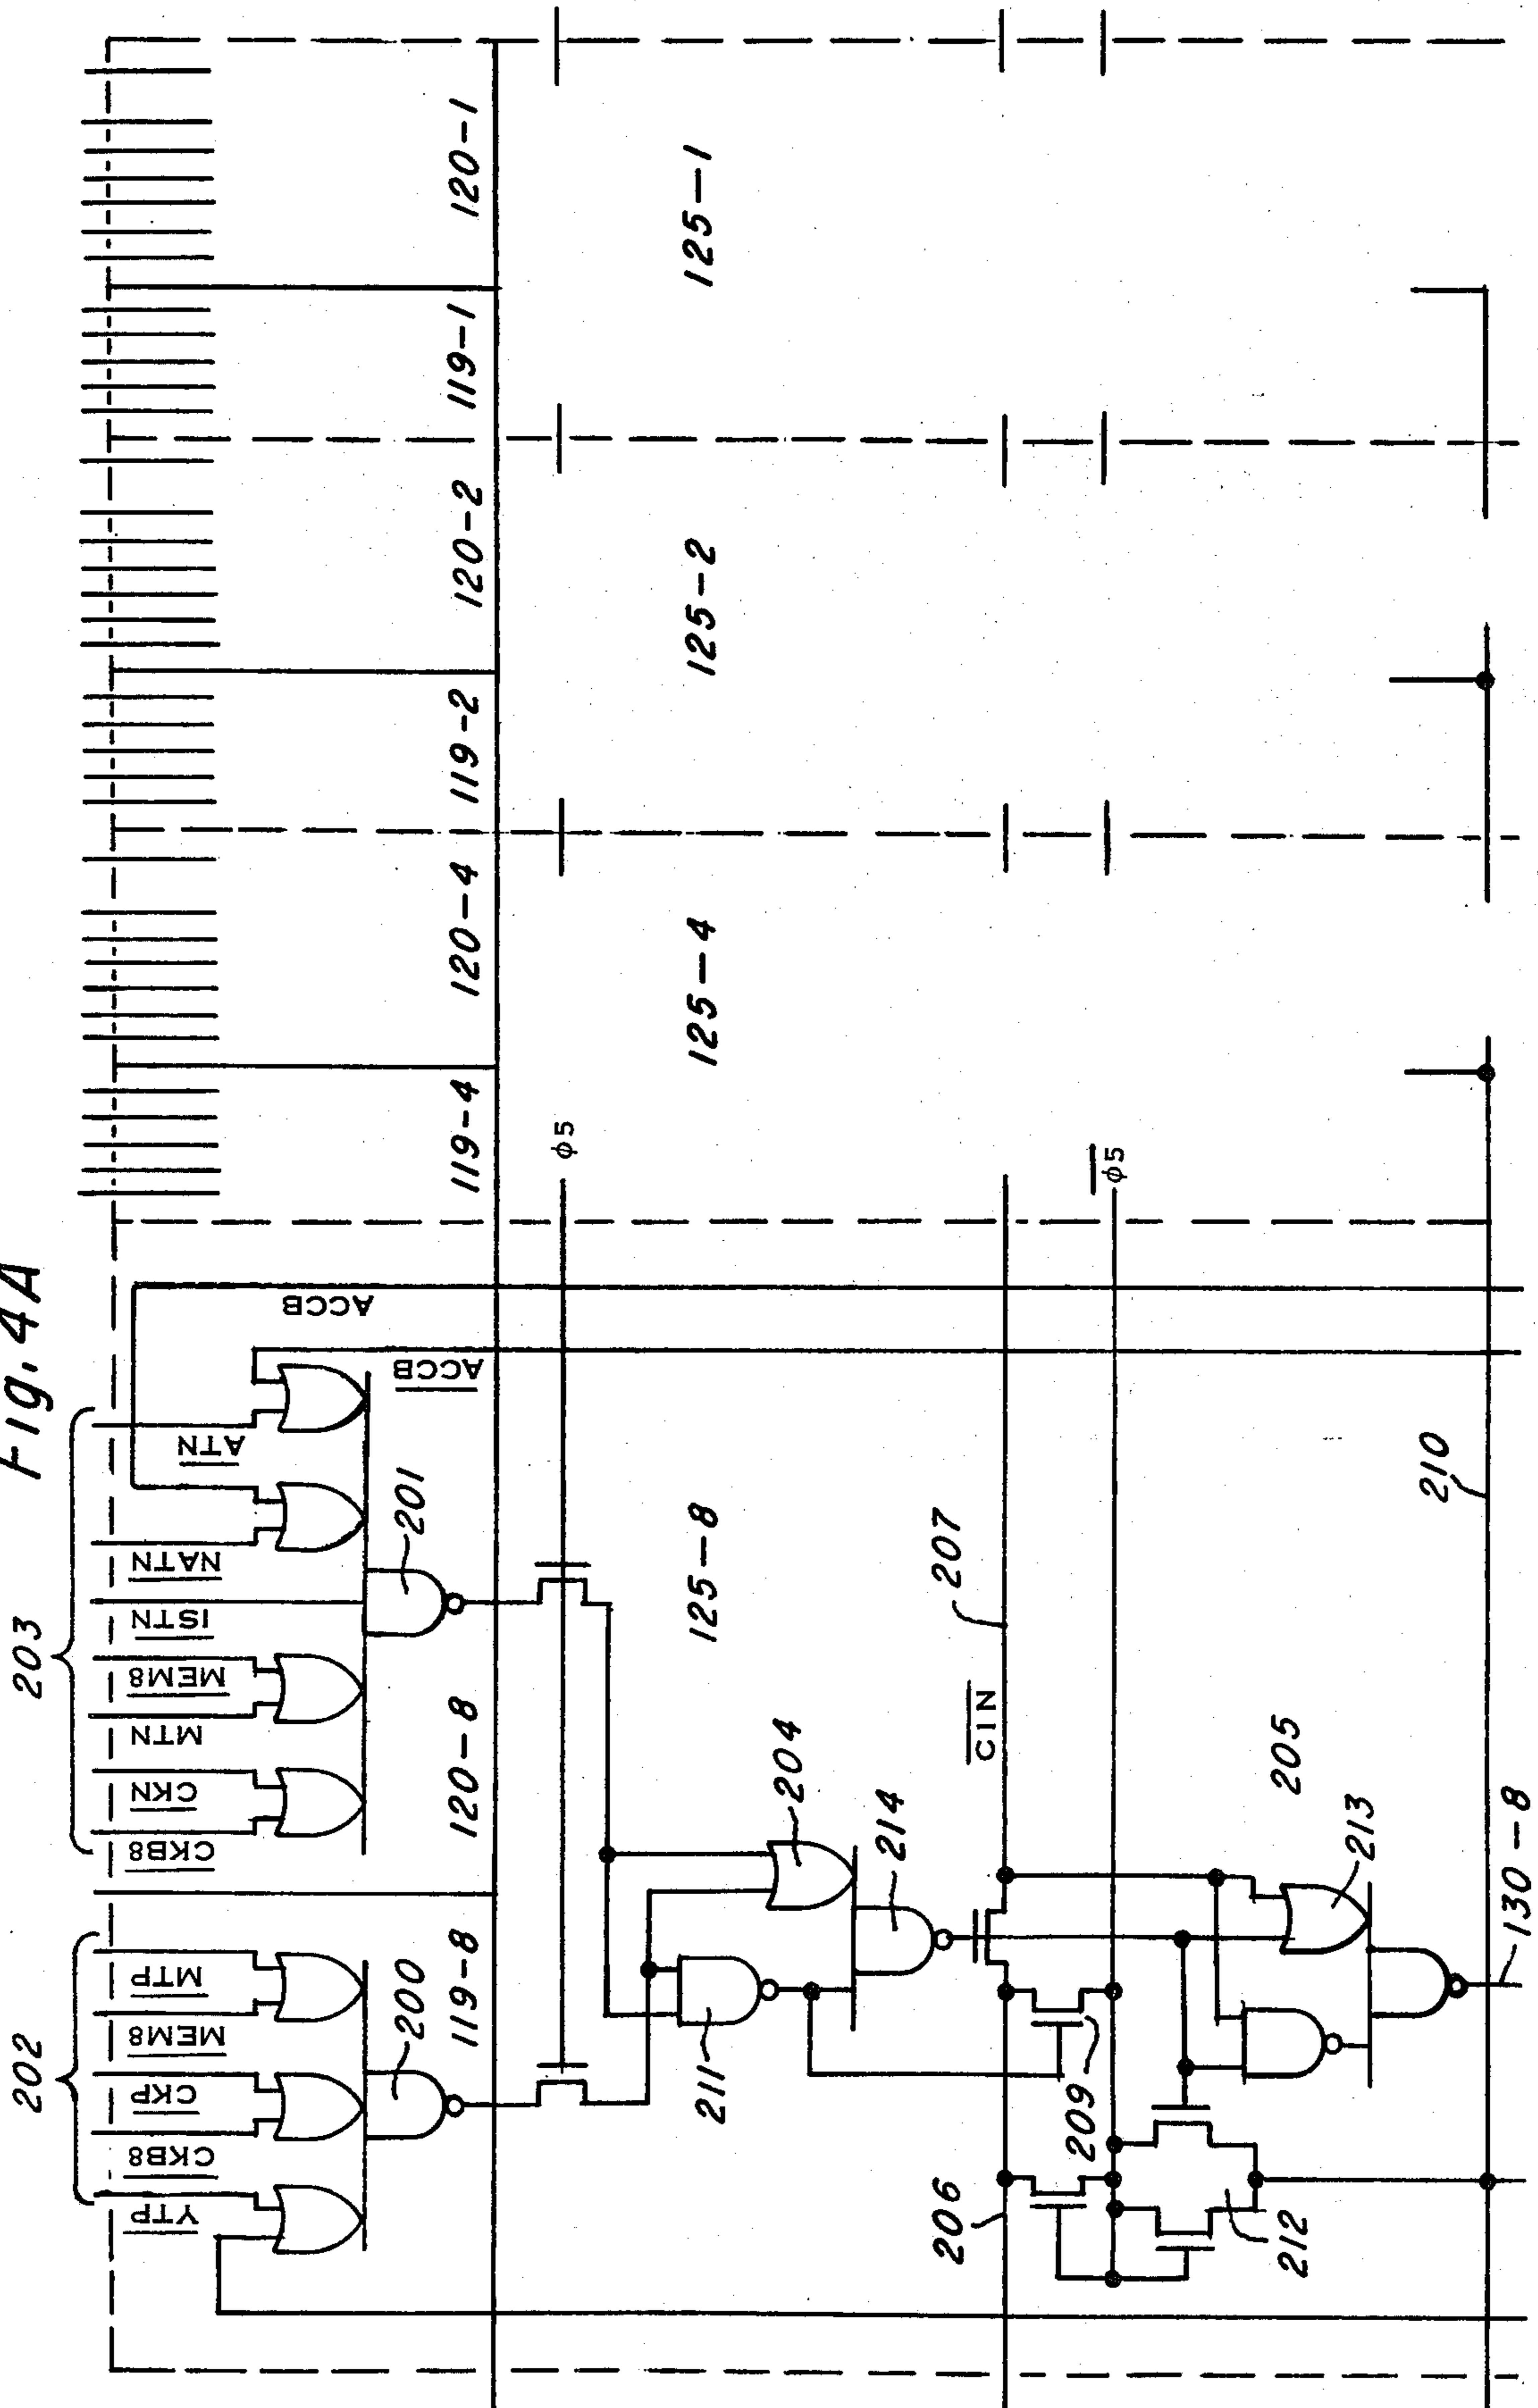 Fig. 4A
202
203
YTP
CKB8
CKP
MEM8
MTP
CKB8
CKN
MTN
MEM8
ISTN
NATN
ATN
ACCB
ACCB
200
201
119-8
120-8
119-4
120-4
119-2
120-2
119-1
120-1
φ5
211
204
125-8
125-4
125-2
125-1
214
206
CIN
207
209
φ5
212
213
205
210
130-8